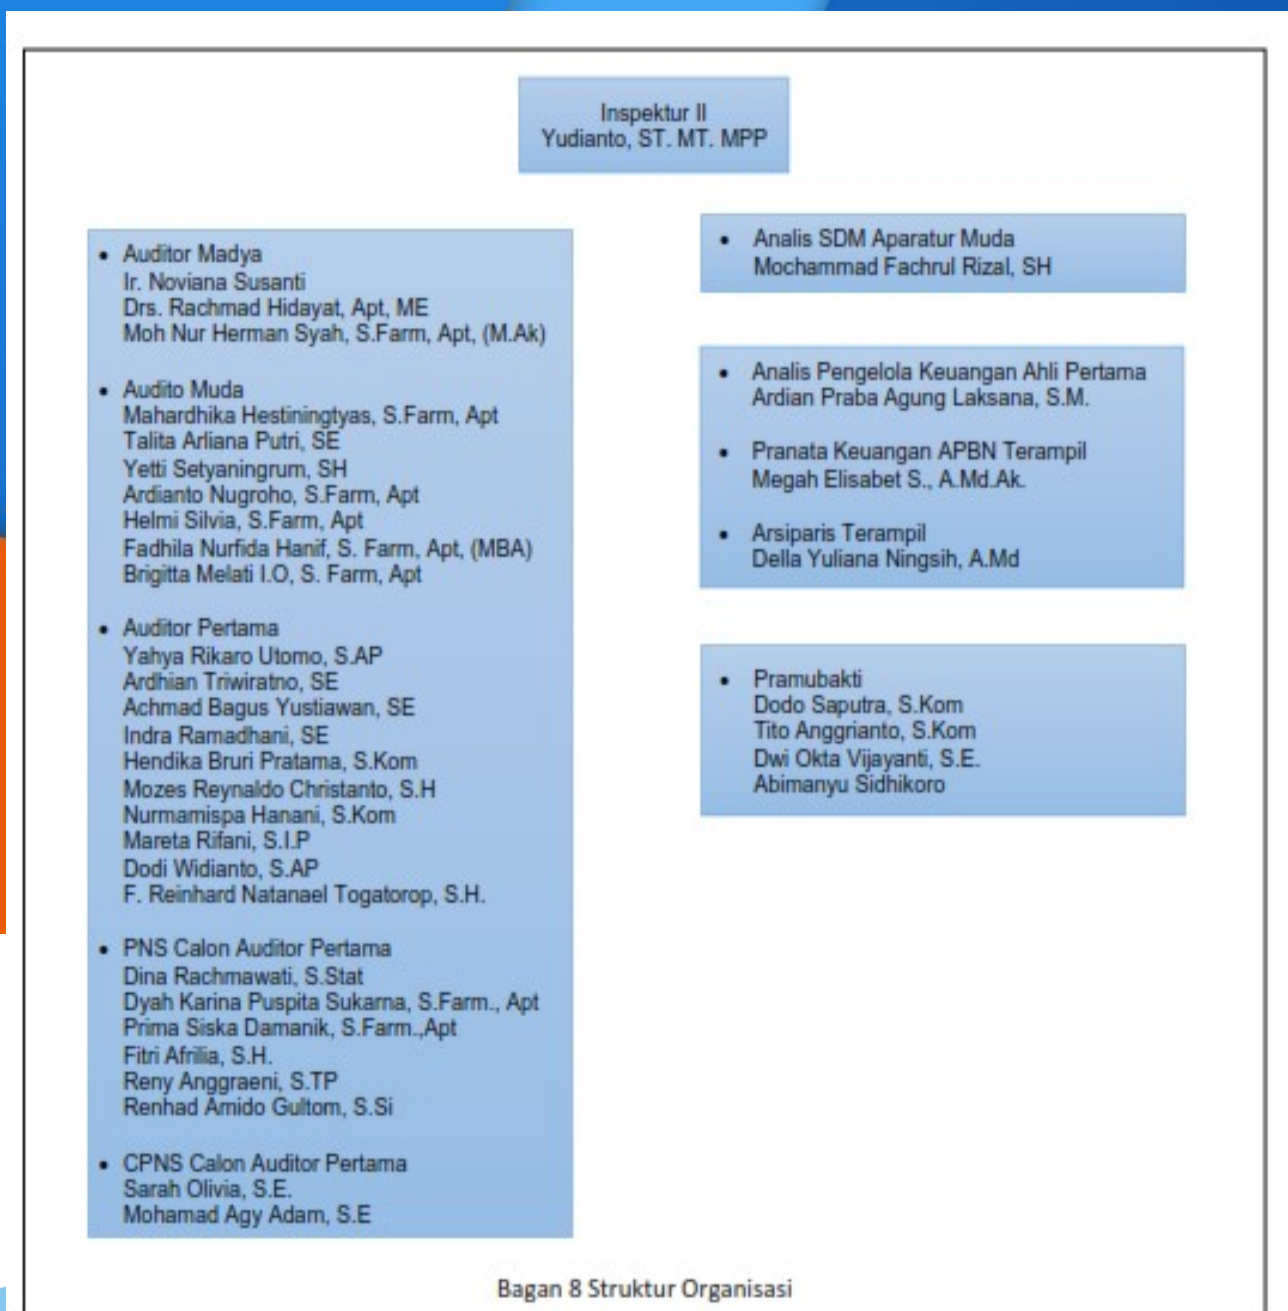 Inspektur II
Yudianto, ST. MT. MPP
• Auditor Madya
Ir. Noviana Susanti
Drs. Rachmad Hidayat, Apt, ME
Moh Nur Herman Syah, S.Farm, Apt, (M.Ak)
• Audito Muda
Mahardhika Hestiningtyas, S.Farm, Apt
Talita Arliana Putri, SE
Yetti Setyaningrum, SH
Ardianto Nugroho, S.Farm, Apt
Helmi Silvia, S.Farm, Apt
Fadhila Nurfida Hanif, S. Farm, Apt, (MBA)
Brigitta Melati I.O, S. Farm, Apt
• Auditor Pertama
Yahya Rikaro Utomo, S.AP
Ardhian Triwiratno, SE
Achmad Bagus Yustiawan, SE
Indra Ramadhani, SE
Hendika Bruri Pratama, S.Kom
Mozes Reynaldo Christanto, S.H
Nurmamispa Hanani, S.Kom
Mareta Rifani, S.I.P
Dodi Widianto, S.AP
F. Reinhard Natanael Togatorop, S.H.
• PNS Calon Auditor Pertama
Dina Rachmawati, S.Stat
Dyah Karina Puspita Sukarna, S.Farm., Apt
Prima Siska Damanik, S.Farm.,Apt
Fitri Afrilia, S.H.
Reny Anggraeni, S.TP
Renhad Amido Gultom, S.Si
• CPNS Calon Auditor Pertama
Sarah Olivia, S.E.
Mohamad Agy Adam, S.E
• Analis SDM Aparatur Muda
Mochammad Fachrul Rizal, SH
• Analis Pengelola Keuangan Ahli Pertama
Ardian Praba Agung Laksana, S.M.
• Pranata Keuangan APBN Terampil
Megah Elisabet S., A.Md.Ak.
• Arsiparis Terampil
Della Yuliana Ningsih, A.Md
• Pramubakti
Dodo Saputra, S.Kom
Tito Anggrianto, S.Kom
Dwi Okta Vijayanti, S.E.
Abimanyu Sidhikoro
Bagan 8 Struktur Organisasi